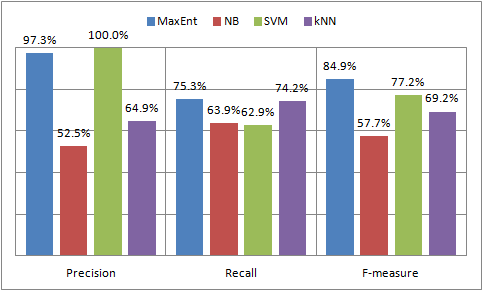 MaxEnt NB SVM kNN
97.3% 52.5% 100.0% 64.9% 75.3% 63.9% 62.9% 74.2% 84.9% 57.7% 77.2% 69.2%
Precision Recall F-measure